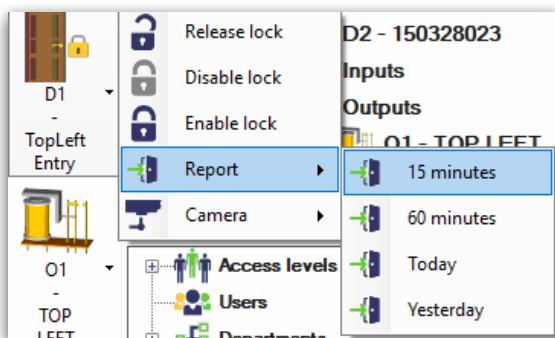 D1
-
TopLeft
Entry
O1
-
TOP
LEFT
Release lock
Disable lock
Enable lock
Report
Camera
D2 - 150328023
Inputs
Outputs
O1 - TOP LEFT
15 minutes
60 minutes
Today
Yesterday
Access levels
Users
Departments